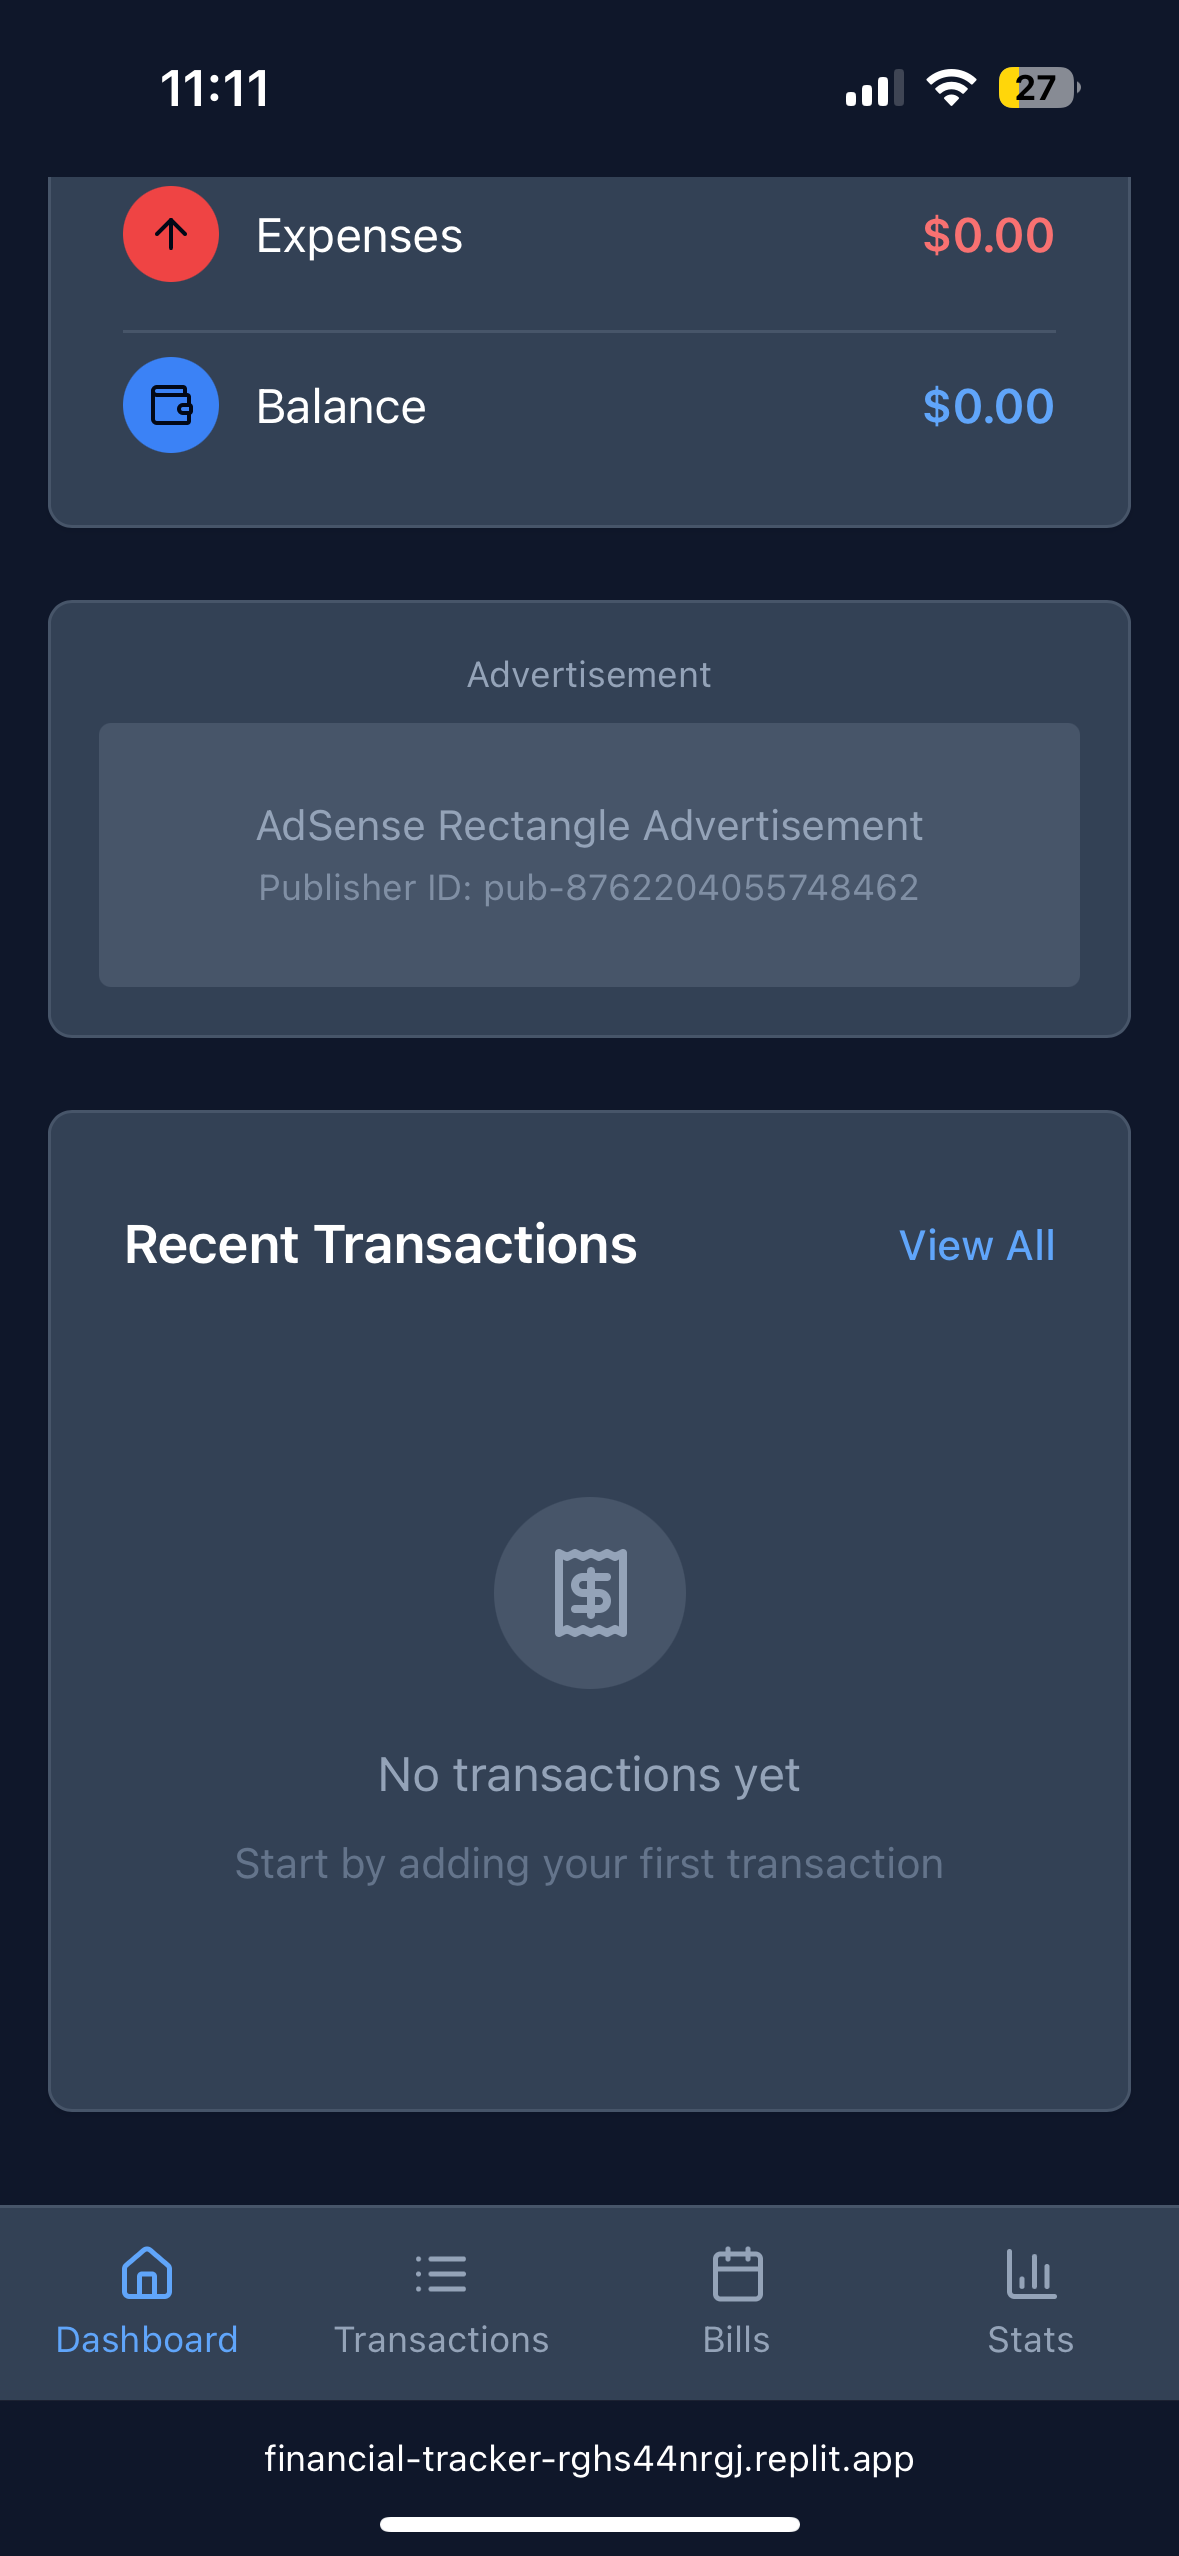 11:11
27
Expenses $0.00
Balance $0.00
Advertisement
AdSense Rectangle Advertisement
Publisher ID: pub-8762204055748462
Recent Transactions View All
$
No transactions yet
Start by adding your first transaction
Dashboard Transactions Bills Stats
financial-tracker-rghs44nrgj.replit.app